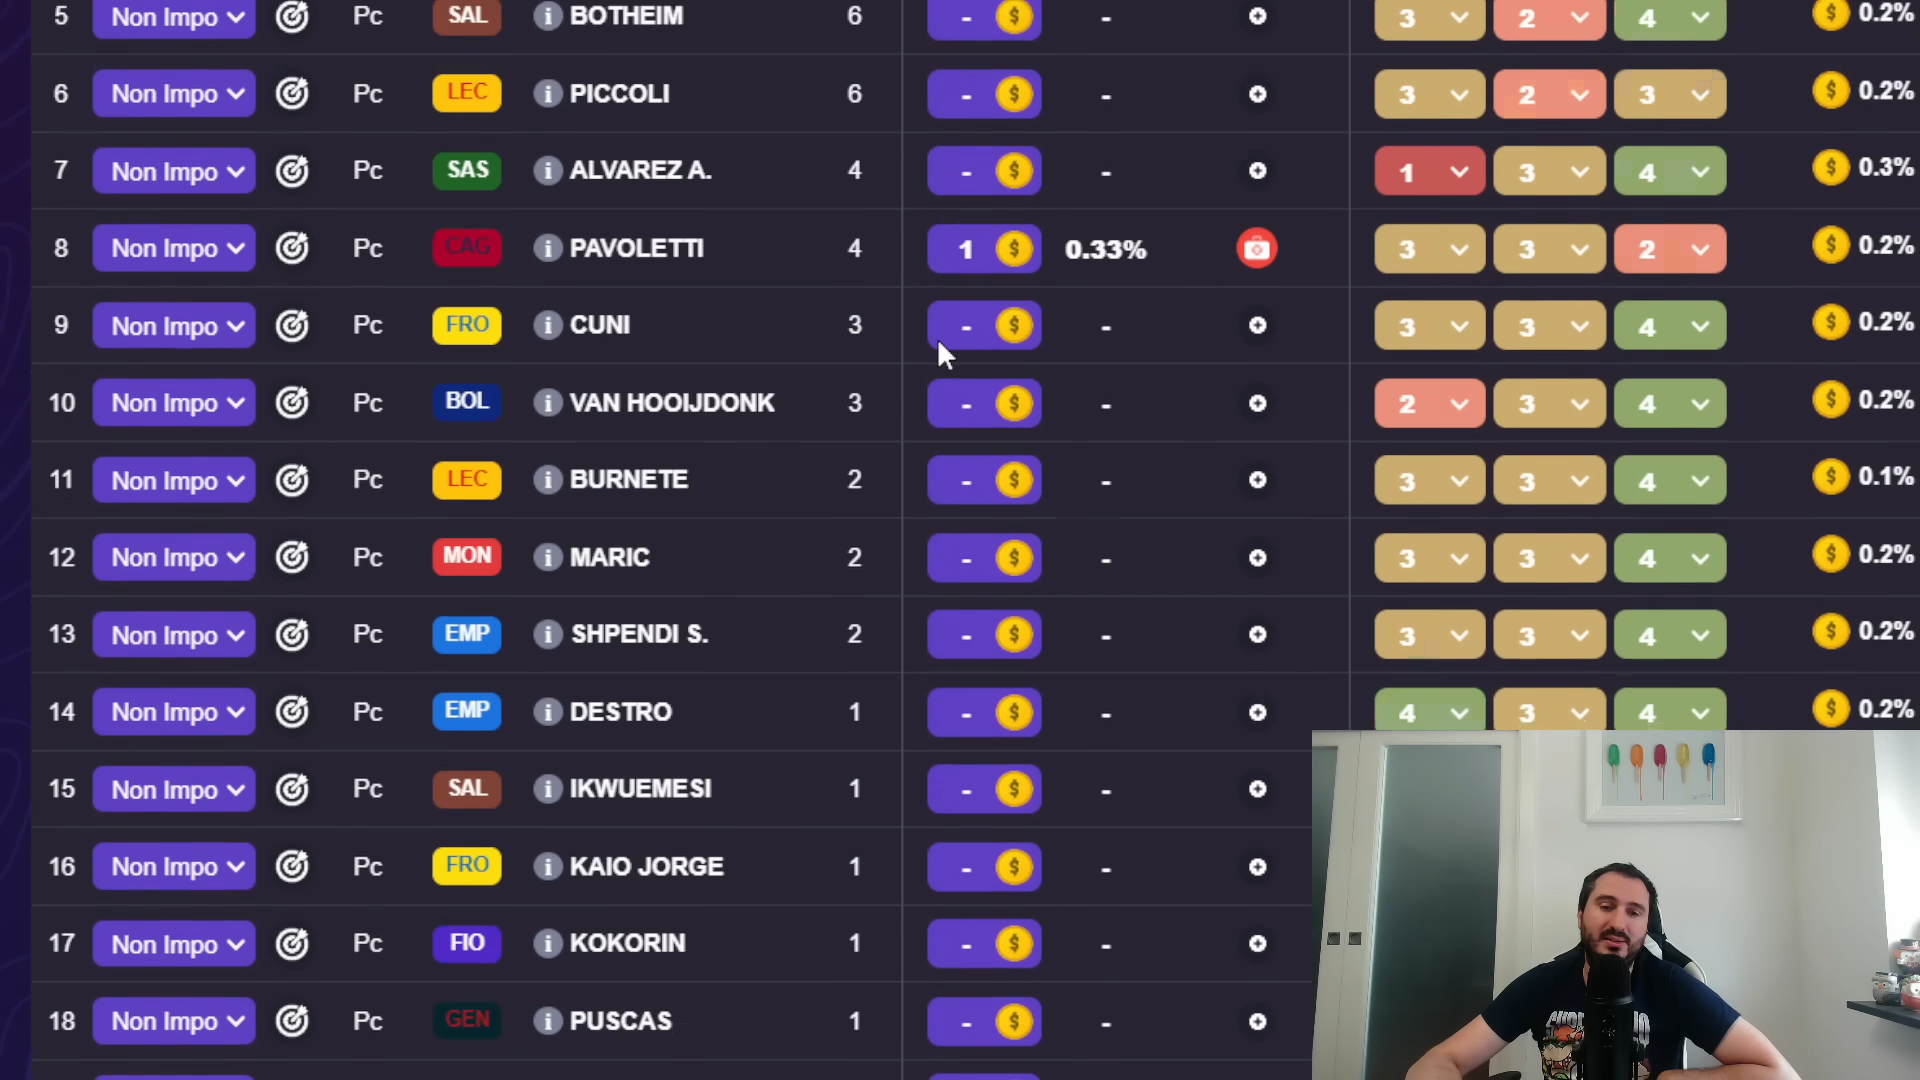 5 Non Impo Pc SAL i BOTHEIM 6 - $ - 3 2 4 $ 0.2%
6 Non Impo Pc LEC i PICCOLI 6 - $ - 3 2 3 $ 0.2%
7 Non Impo Pc SAS i ALVAREZ A. 4 - $ - 1 3 4 $ 0.3%
8 Non Impo Pc CAG i PAVOLETTI 4 1 $ 0.33% 3 3 2 $ 0.2%
9 Non Impo Pc FRO i CUNI 3 - $ - 3 3 4 $ 0.2%
10 Non Impo Pc BOL i VAN HOOIJDONK 3 - $ - 2 3 4 $ 0.2%
11 Non Impo Pc LEC i BURNETE 2 - $ - 3 3 4 $ 0.1%
12 Non Impo Pc MON i MARIC 2 - $ - 3 3 4 $ 0.2%
13 Non Impo Pc EMP i SHPENDI S. 2 - $ - 3 3 4 $ 0.2%
14 Non Impo Pc EMP i DESTRO 1 - $ - 4 3 4 $ 0.2%
15 Non Impo Pc SAL i IKWUEMESI 1 - $ -
16 Non Impo Pc FRO i KAIO JORGE 1 - $ -
17 Non Impo Pc FIO i KOKORIN 1 - $ -
18 Non Impo Pc GEN i PUSCAS 1 - $ -